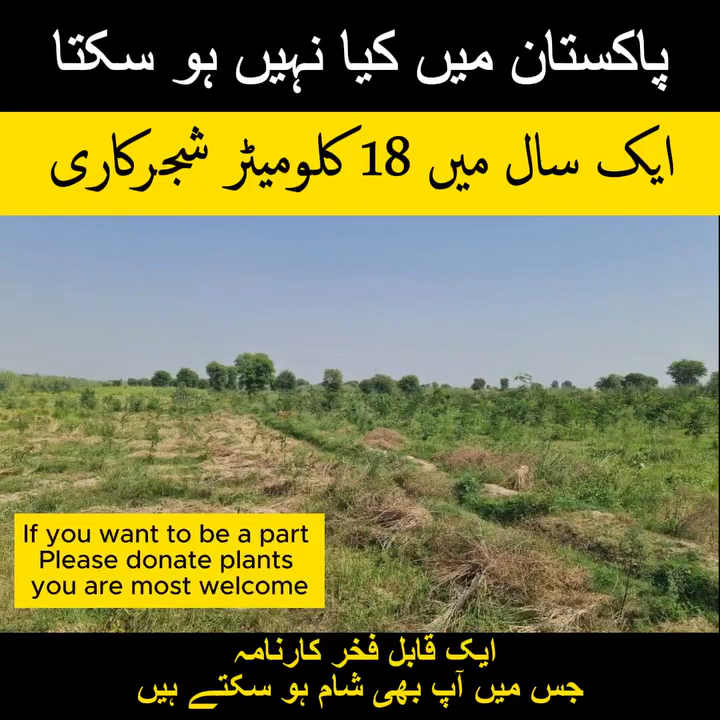 پاکستان میں کیا نہیں ہو سکتا
ایک سال میں 18 کلومیٹر شجرکاری
If you want to be a part
Please donate plants
you are most welcome
ایک قابل فخر کارنامہ
جس میں آپ بھی شام ہو سکتے ہیں